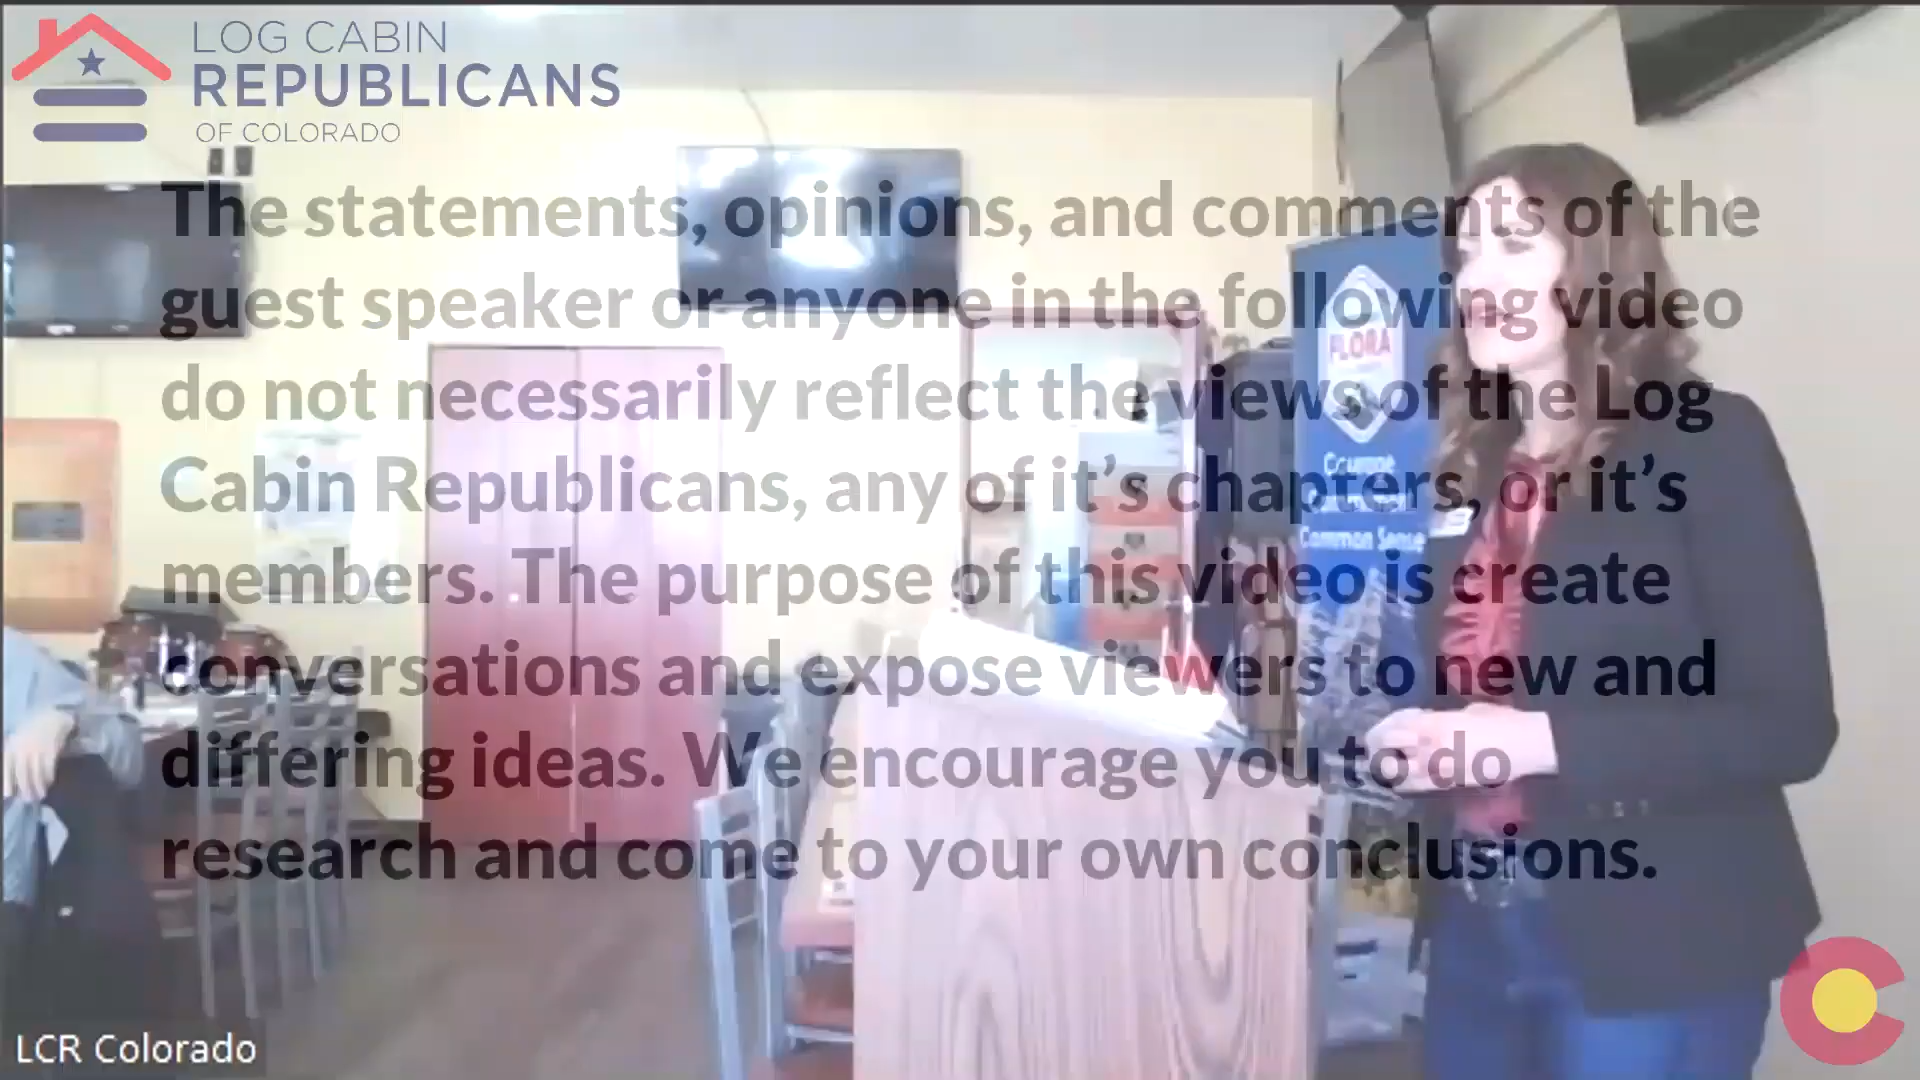 LOG CABIN
REPUBLICANS
OF COLORADO
The statements, opinions, and comments of the
guest speaker or anyone in the following video
do not necessarily reflect the views of the Log
Cabin Republicans, any of it’s chapters, or it’s
members. The purpose of this video is create
conversations and expose viewers to new and
differing ideas. We encourage you to do
research and come to your own conclusions.
FLORA
Courage
Common Sense
LCR Colorado